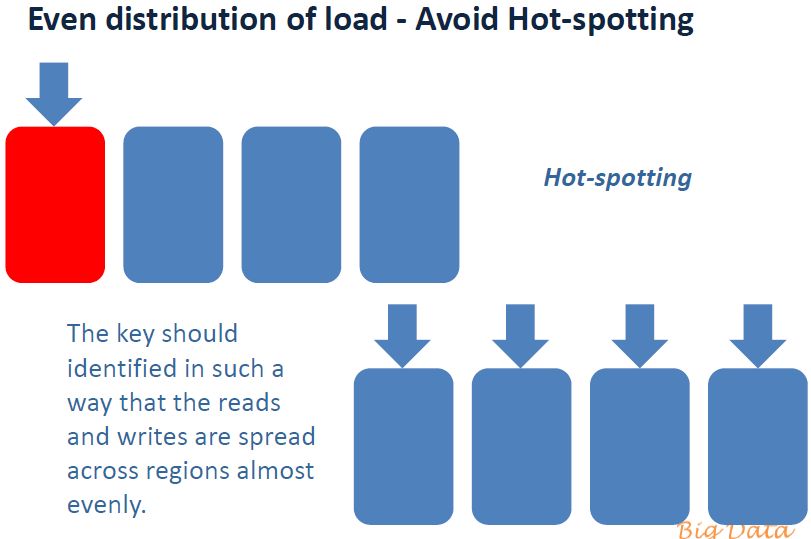 Even distribution of load - Avoid Hot-spotting
Hot-spotting
The key should
identified in such a
way that the reads
and writes are spread
across regions almost
evenly.
Big Data